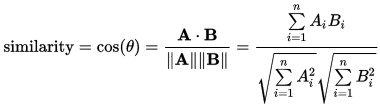 similarity = cos(θ) = A · B / ‖A‖‖B‖ = ∑_{i=1}^{n} A_i B_i / √(∑_{i=1}^{n} A_i^2) √(∑_{i=1}^{n} B_i^2)